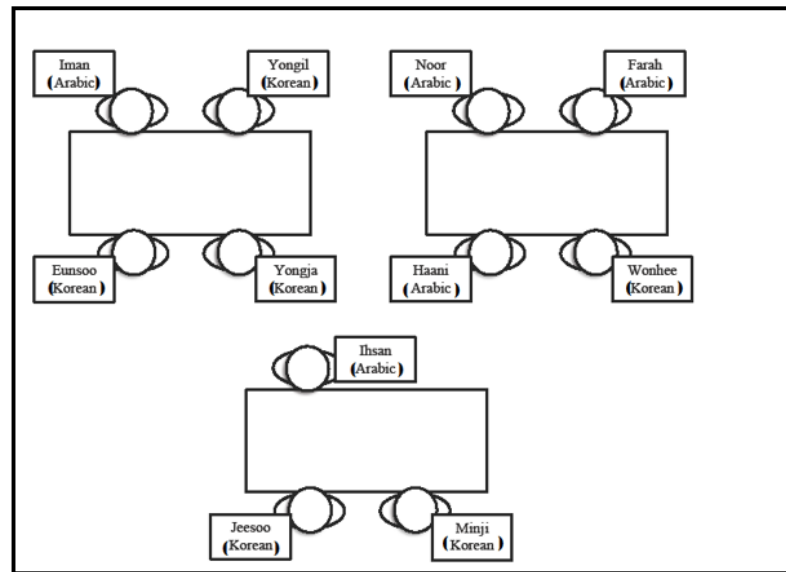 Iman
(Arabic)
Yongil
(Korean)
Noor
(Arabic)
Farah
(Arabic)
Eunsoo
(Korean)
Yongja
(Korean)
Haani
(Arabic)
Wonhee
(Korean)
Ihsan
(Arabic)
Jeesoo
(Korean)
Minji
(Korean)